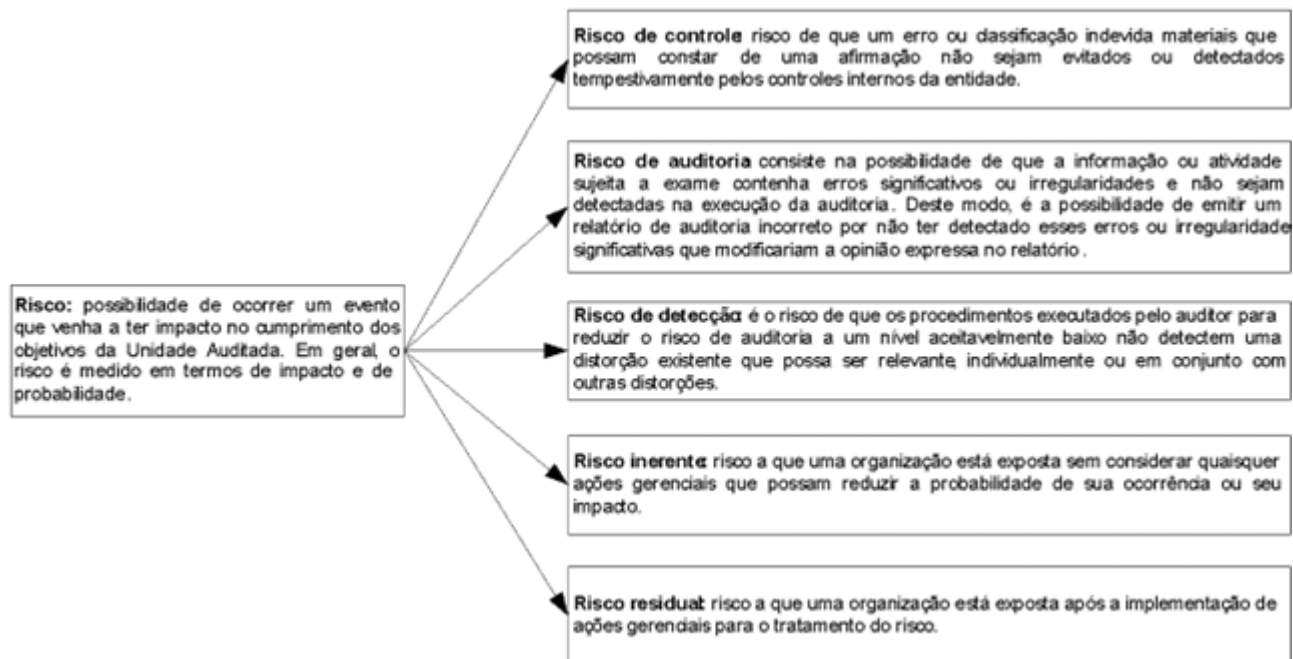 Risco de controle: risco de que um erro ou classificação indevida materiais que
possam constar de uma afirmação não sejam evitados ou detectados
tempestivamente pelos controles internos da entidade.
Risco de auditoria consiste na possibilidade de que a informação ou atividade
sujeita a exame contenha erros significativos ou irregularidades e não sejam
detectadas na execução da auditoria. Deste modo, é a possibilidade de emitir um
relatório de auditoria incorreto por não ter detectado esses erros ou irregularidade
significativas que modificariam a opinião expressa no relatório.
Risco: possibilidade de ocorrer um evento
que venha a ter impacto no cumprimento dos
objetivos da Unidade Auditada. Em geral, o
risco é medido em termos de impacto e de
probabilidade.
Risco de detecção: é o risco de que os procedimentos executados pelo auditor para
reduzir o risco de auditoria a um nível aceitavelmente baixo não detectem uma
distorção existente que possa ser relevante, individualmente ou em conjunto com
outras distorções.
Risco inerente: risco a que uma organização está exposta sem considerar quaisquer
ações gerenciais que possam reduzir a probabilidade de sua ocorrência ou seu
impacto.
Risco residual: risco a que uma organização está exposta após a implementação de
ações gerenciais para o tratamento do risco.